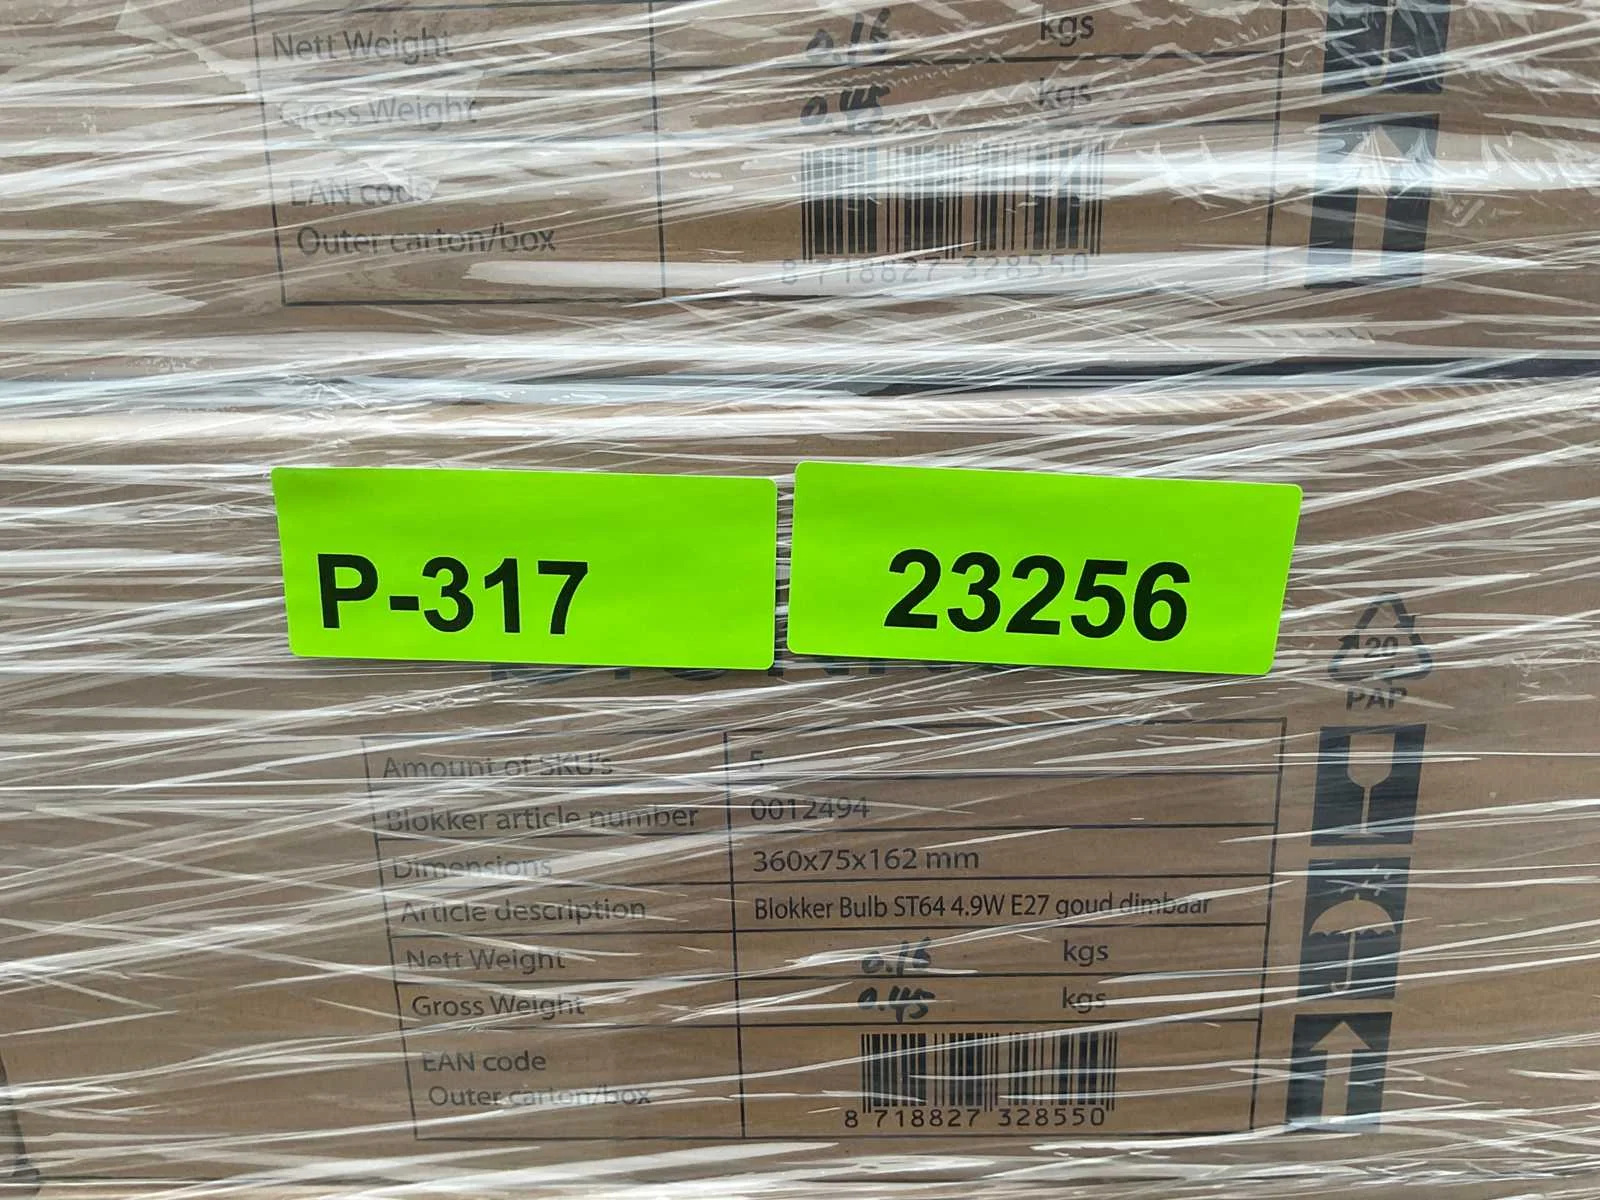 Nett Weight 0.15 kgs
Gross Weight 0.45 kgs
EAN code
Outer carton/box
8 718827 328550
P-317 23256
20
PAP
Amount of SKU's 5
Blokker article number 0012494
Dimensions 360x75x162 mm
Article description Blokker Bulb ST64 4.9W E27 goud dimbaar
Nett Weight 0.15 kgs
Gross Weight 0.45 kgs
EAN code
Outer carton/box
8 718827 328550